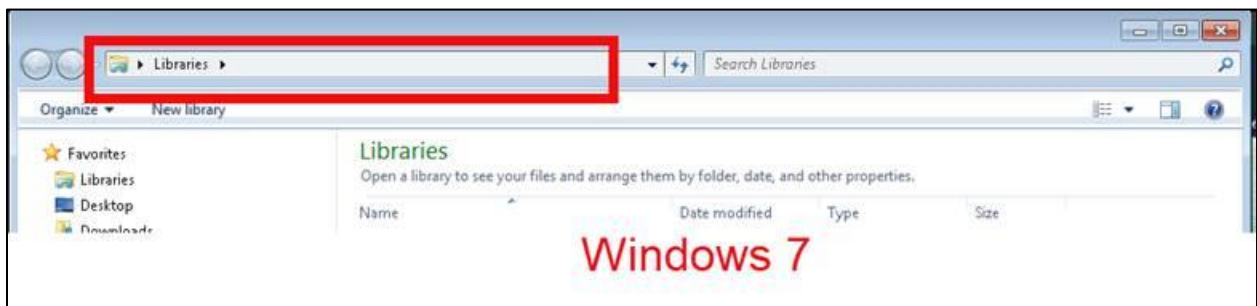 Libraries
Search Libraries
Organize New library
Favorites
Libraries
Desktop
Downloads
Libraries
Open a library to see your files and arrange them by folder, date, and other properties.
Name Date modified Type Size
Windows 7